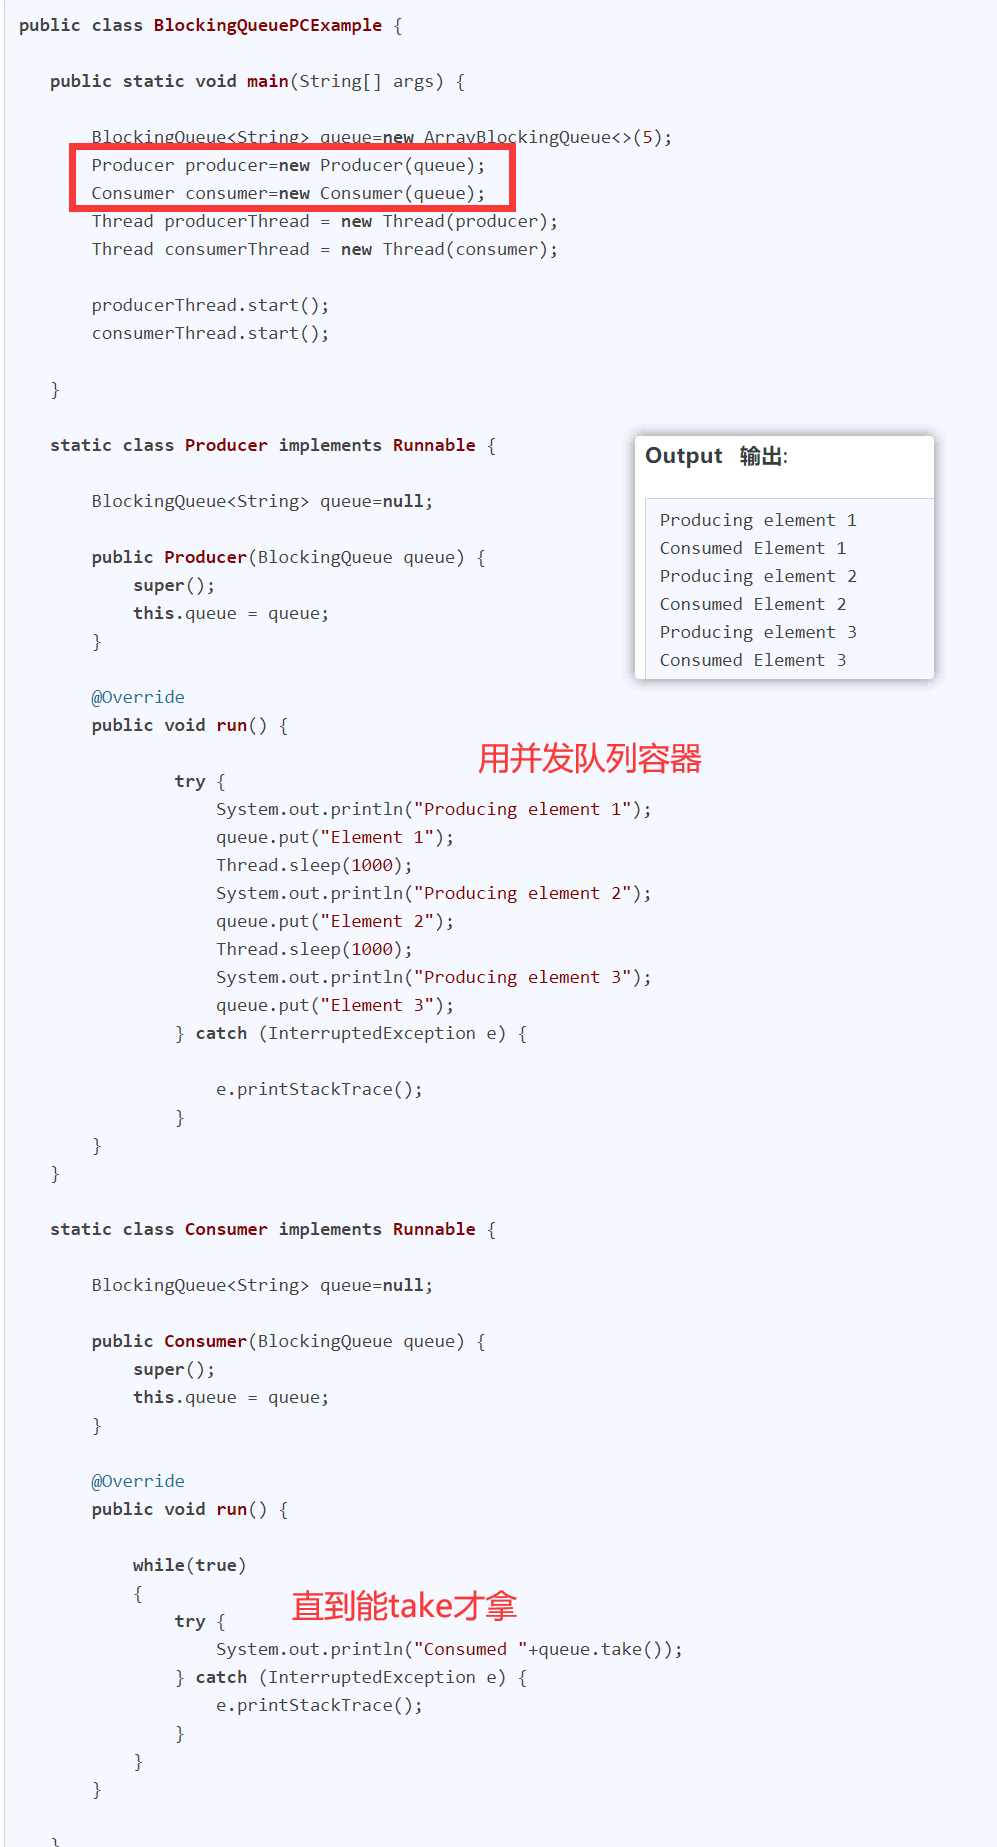 public class BlockingQueuePCExample {
public static void main(String[] args) {
BlockingQueue<String> queue=new ArrayBlockingQueue<>(5);
Producer producer=new Producer(queue);
Consumer consumer=new Consumer(queue);
Thread producerThread = new Thread(producer);
Thread consumerThread = new Thread(consumer);
producerThread.start();
consumerThread.start();
}
static class Producer implements Runnable {
BlockingQueue<String> queue=null;
public Producer(BlockingQueue queue) {
super();
this.queue = queue;
}
@Override
public void run() {
用并发队列容器
try {
System.out.println("Producing element 1");
queue.put("Element 1");
Thread.sleep(1000);
System.out.println("Producing element 2");
queue.put("Element 2");
Thread.sleep(1000);
System.out.println("Producing element 3");
queue.put("Element 3");
} catch (InterruptedException e) {
e.printStackTrace();
}
}
}
static class Consumer implements Runnable {
BlockingQueue<String> queue=null;
public Consumer(BlockingQueue queue) {
super();
this.queue = queue;
}
@Override
public void run() {
while(true)
{
直到能take才拿
try {
System.out.println("Consumed "+queue.take());
} catch (InterruptedException e) {
e.printStackTrace();
}
}
}
}
Output 输出:
Producing element 1
Consumed Element 1
Producing element 2
Consumed Element 2
Producing element 3
Consumed Element 3